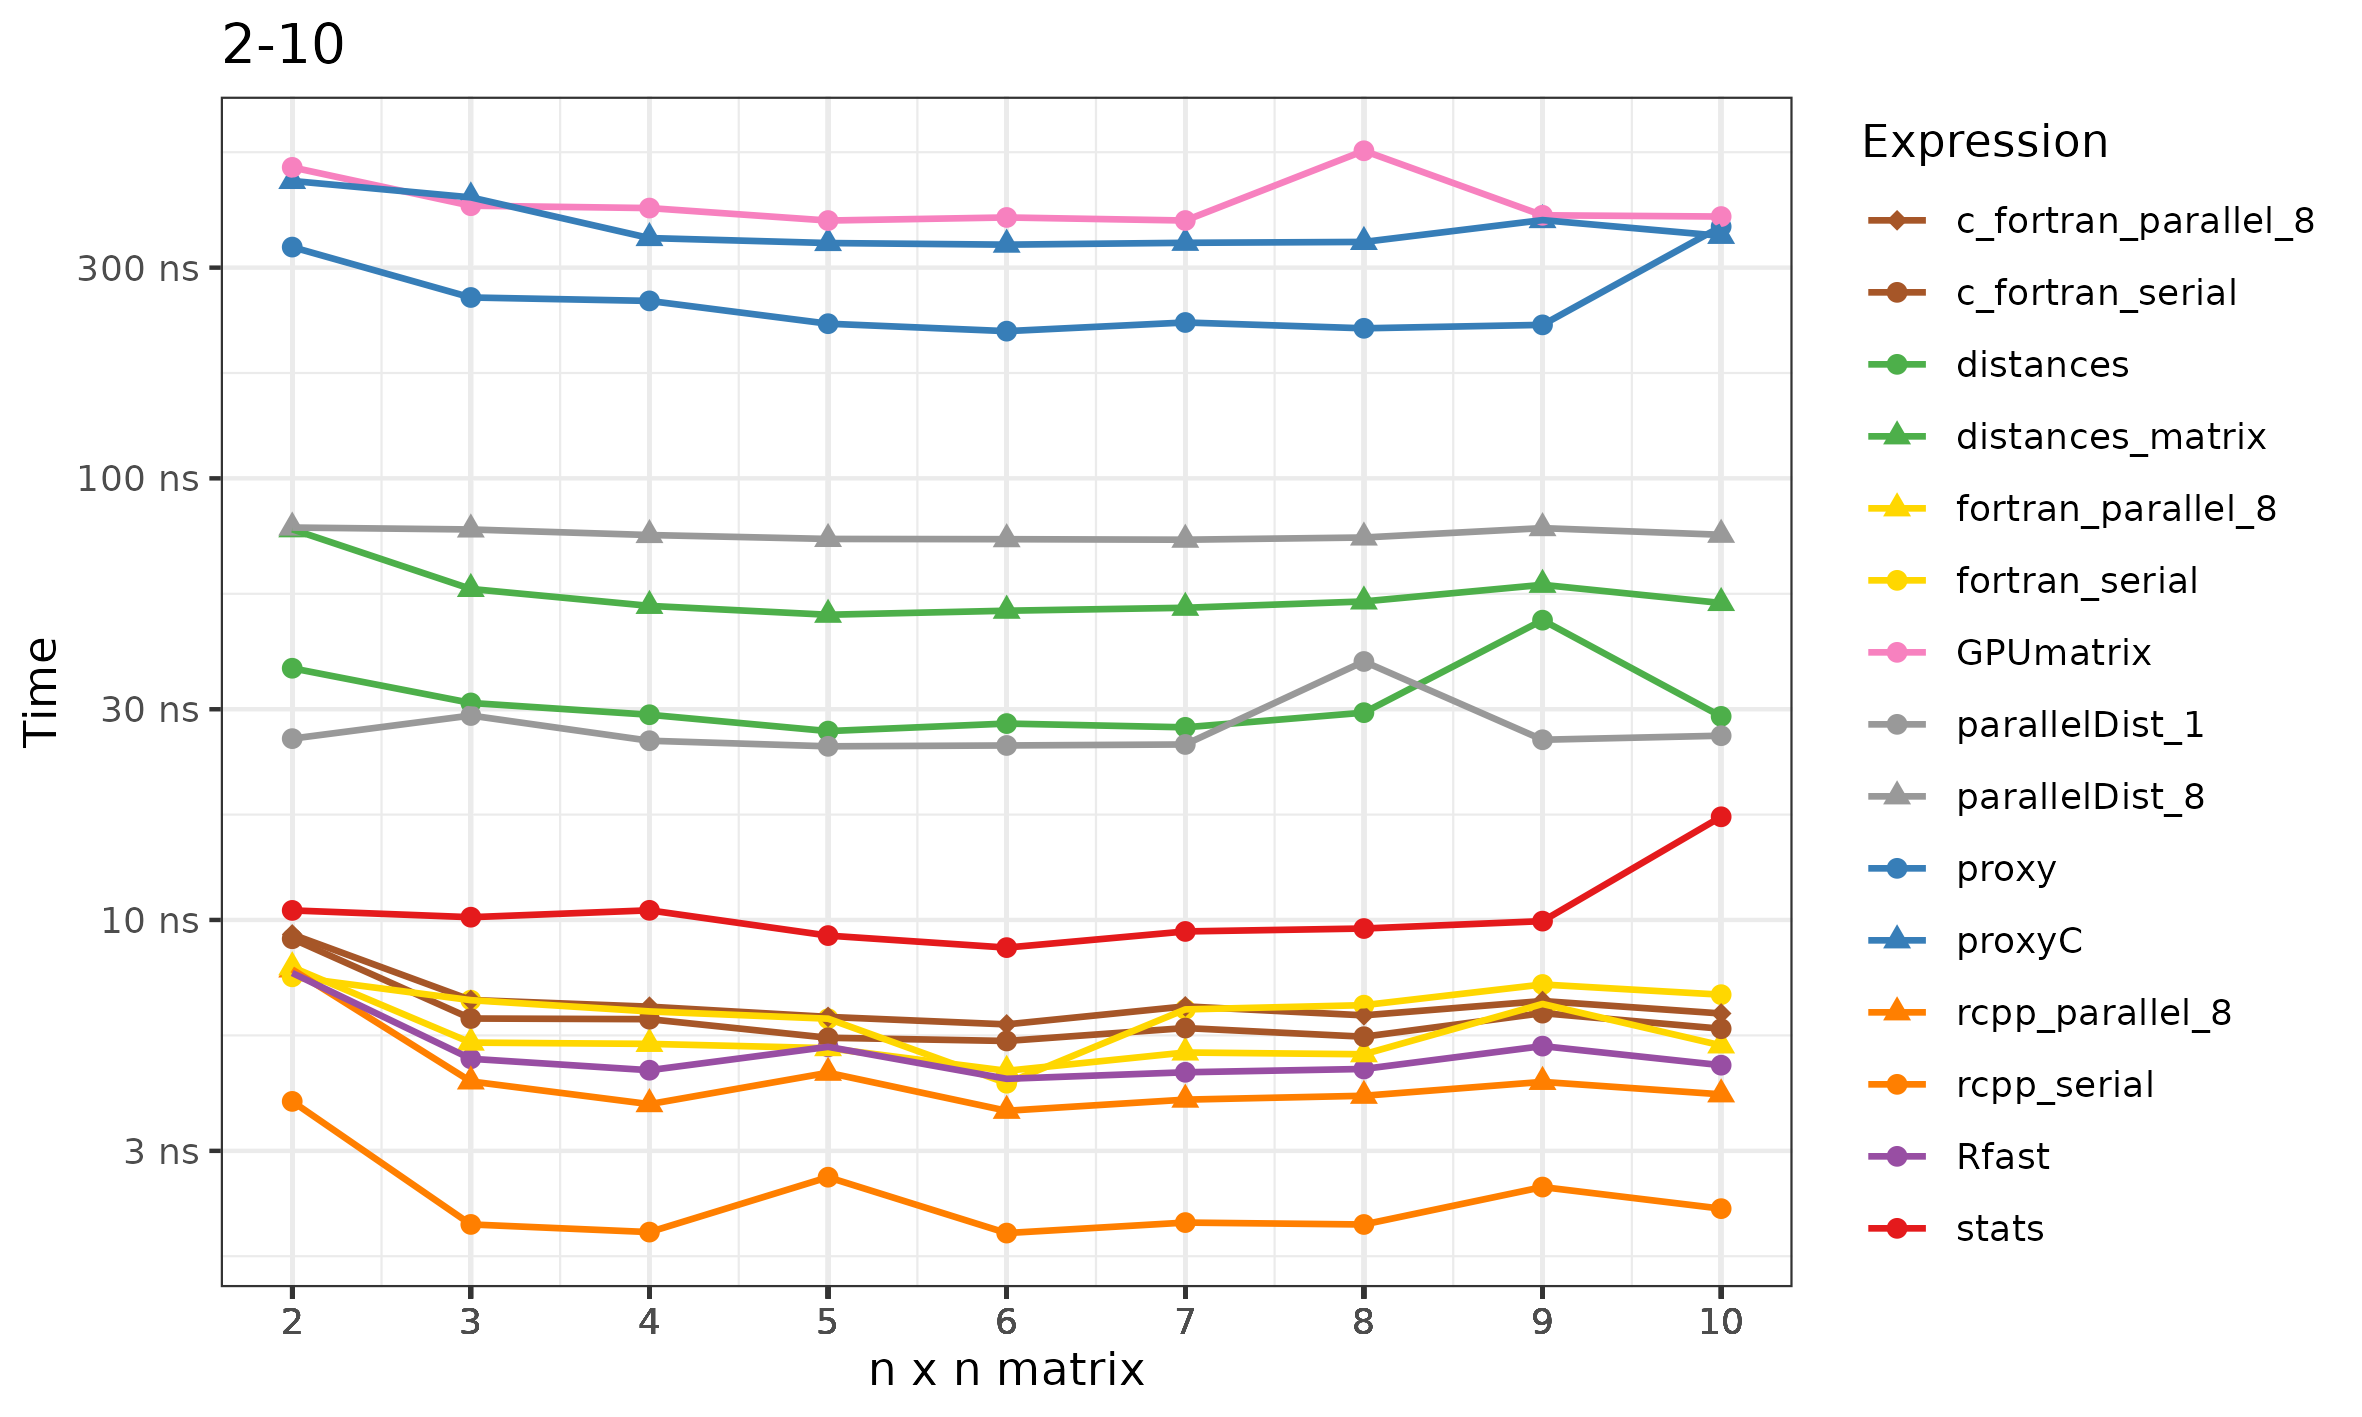 2-10
Time
300 ns
100 ns
30 ns
10 ns
3 ns
2 3 4 5 6 7 8 9 10
n x n matrix
Expression
c_fortran_parallel_8
c_fortran_serial
distances
distances_matrix
fortran_parallel_8
fortran_serial
GPUmatrix
parallelDist_1
parallelDist_8
proxy
proxyC
rcpp_parallel_8
rcpp_serial
Rfast
stats